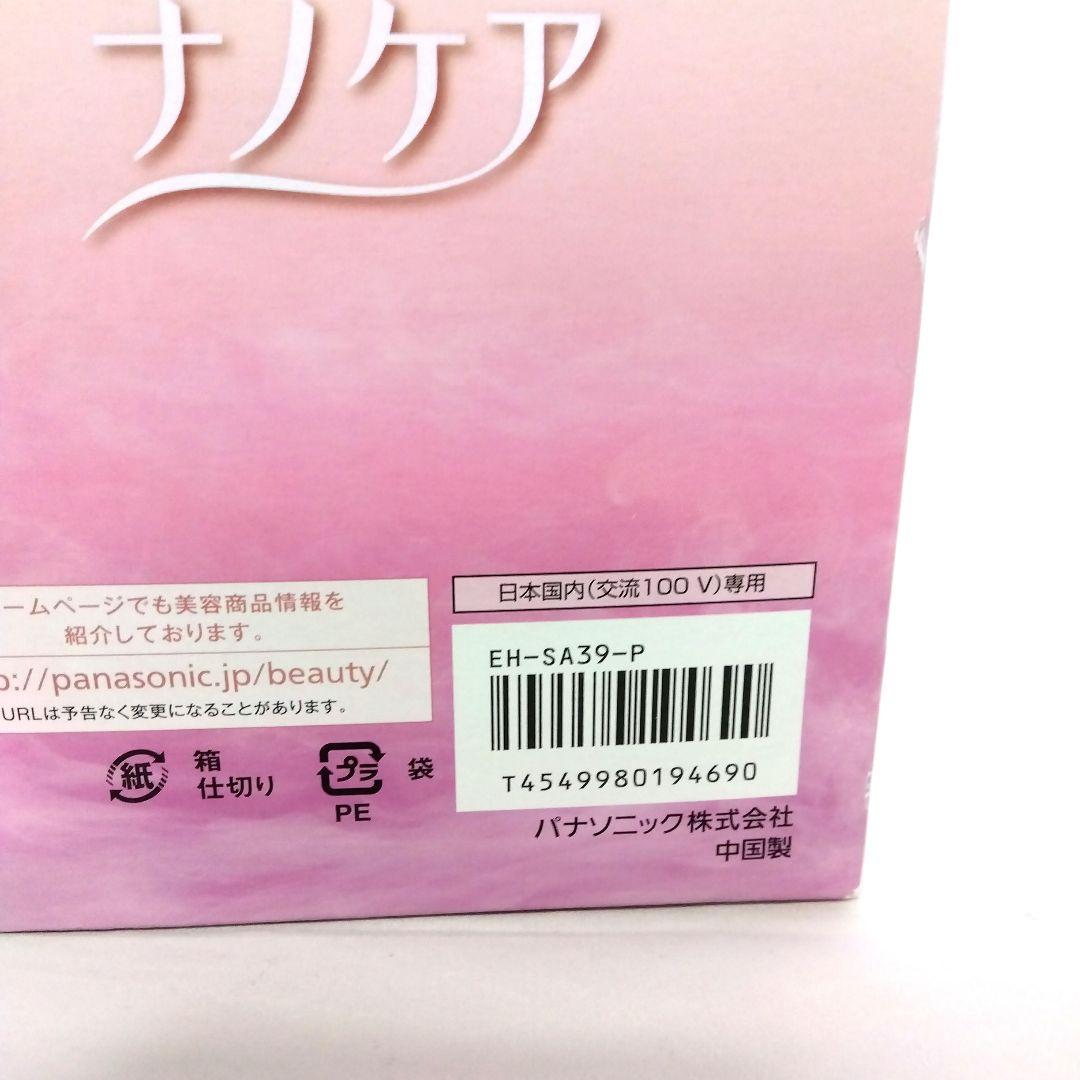 ナノケア
ームページでも美容商品情報を
紹介しております。
p://panasonic.jp/beauty/
URLは予告なく変更になることがあります。
日本国内(交流100 V)専用
EH-SA39-P
T4549980194690
紙
箱
仕切り
プラ
PE
袋
パナソニック株式会社
中国製